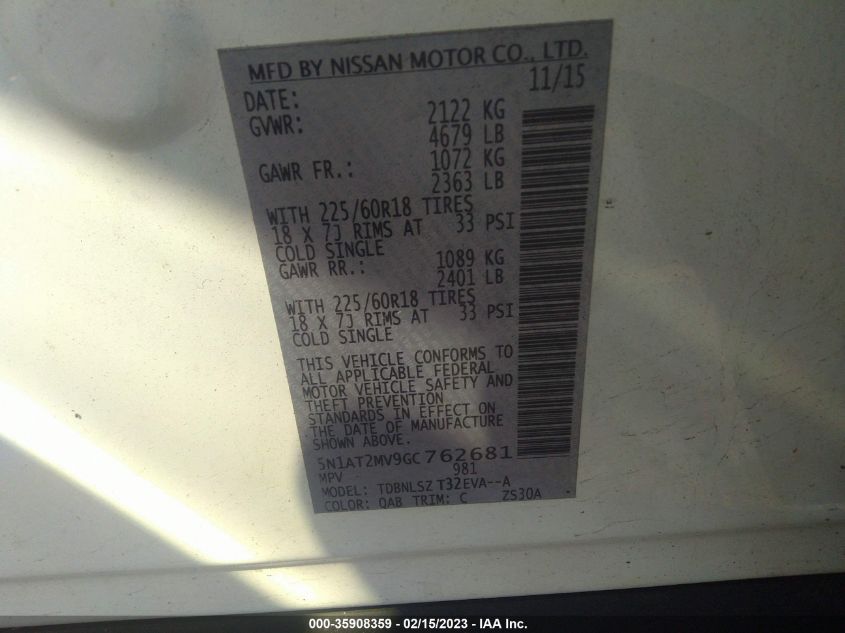 MFD BY NISSAN MOTOR CO., LTD.
DATE: 11/15
GVWR: 2122 KG
4679 LB
GAWR FR.: 1072 KG
2363 LB
WITH 225/60R18 TIRES
18 X 7J RIMS AT 33 PSI
COLD SINGLE
GAWR RR.: 1089 KG
2401 LB
WITH 225/60R18 TIRES
18 X 7J RIMS AT 33 PSI
COLD SINGLE
THIS VEHICLE CONFORMS TO
ALL APPLICABLE FEDERAL
MOTOR VEHICLE SAFETY AND
THEFT PREVENTION
STANDARDS IN EFFECT ON
THE DATE OF MANUFACTURE
SHOWN ABOVE.
5N1AT2MV9GC762681
MPV 981
MODEL: TDBNLSZ T32EVA--A
COLOR: QAB TRIM: C ZS30A
000-35908359 - 02/15/2023 - IAA Inc.